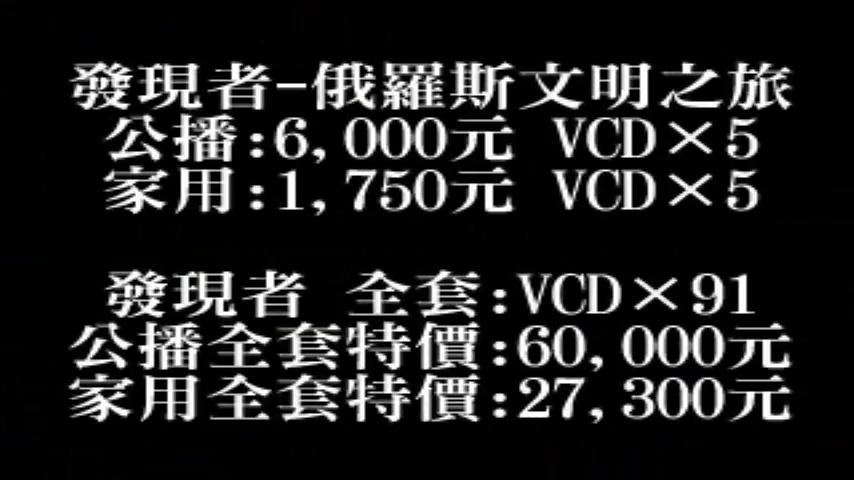 發現者-俄羅斯文明之旅
公播:6,000元 VCD×5
家用:1,750元 VCD×5
發現者 全套:VCD×91
公播全套特價:60,000元
家用全套特價:27,300元